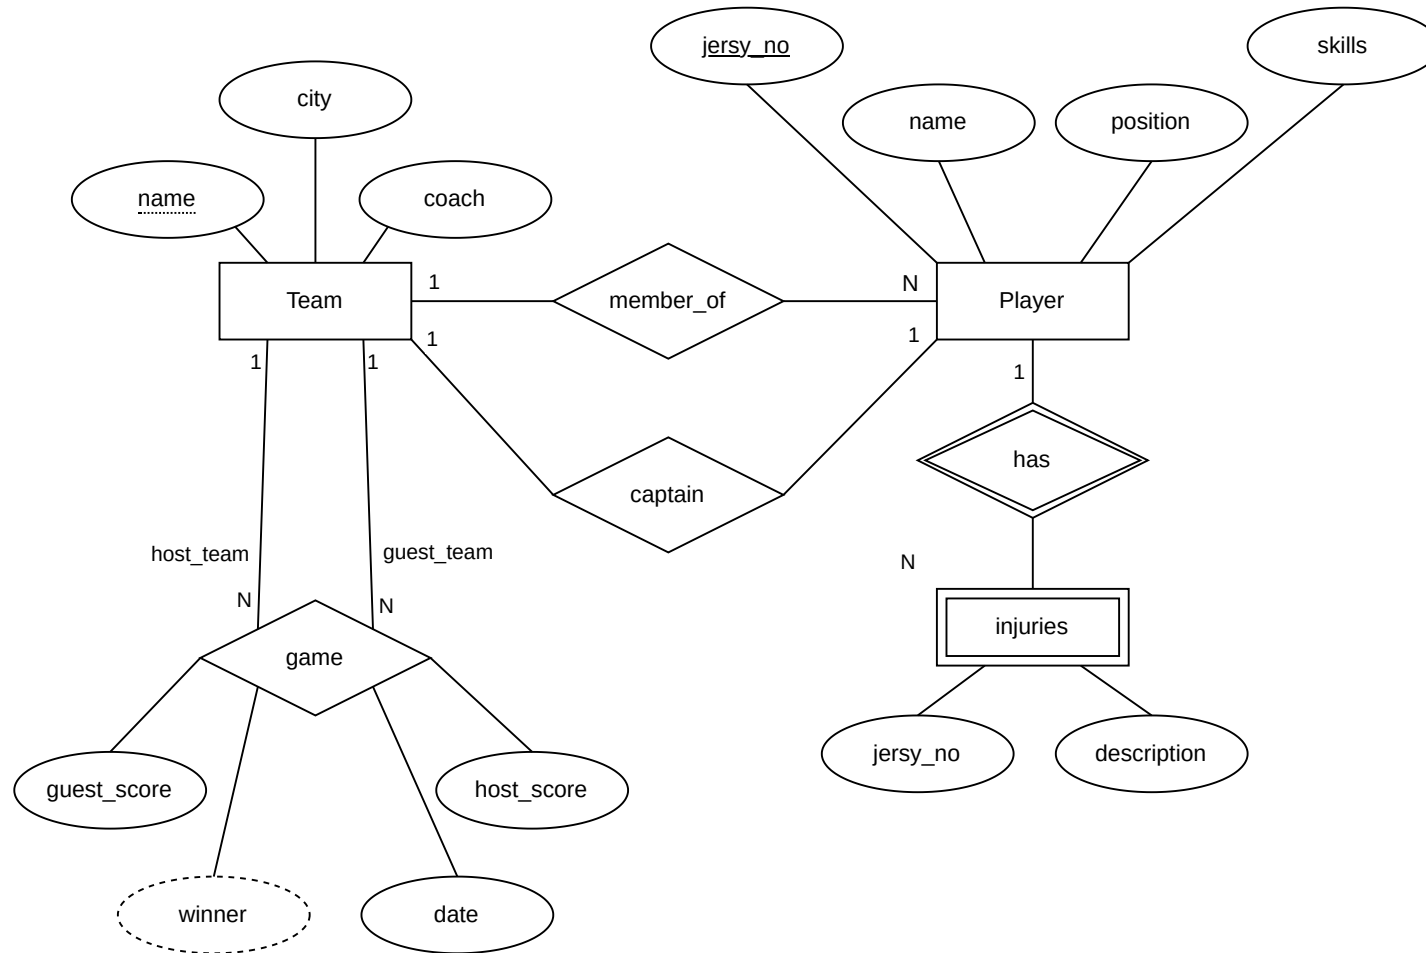 jersy_no
skills
city
name
position
name
coach
1
member_of
N
Team
Player
1
1
1
1
1
has
captain
host_team
guest_team
N
N
N
injuries
game
jersy_no
description
guest_score
host_score
winner
date